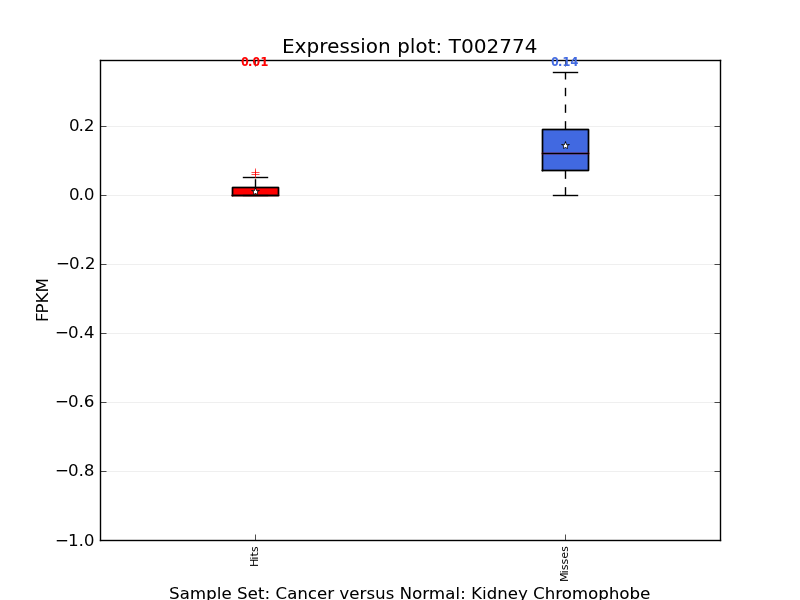 Expression plot: T002774
0.01
0.14
0.2
0.0
−0.2
−0.4
−0.6
−0.8
−1.0
FPKM
Hits
Misses
Sample Set: Cancer versus Normal: Kidney Chromophobe